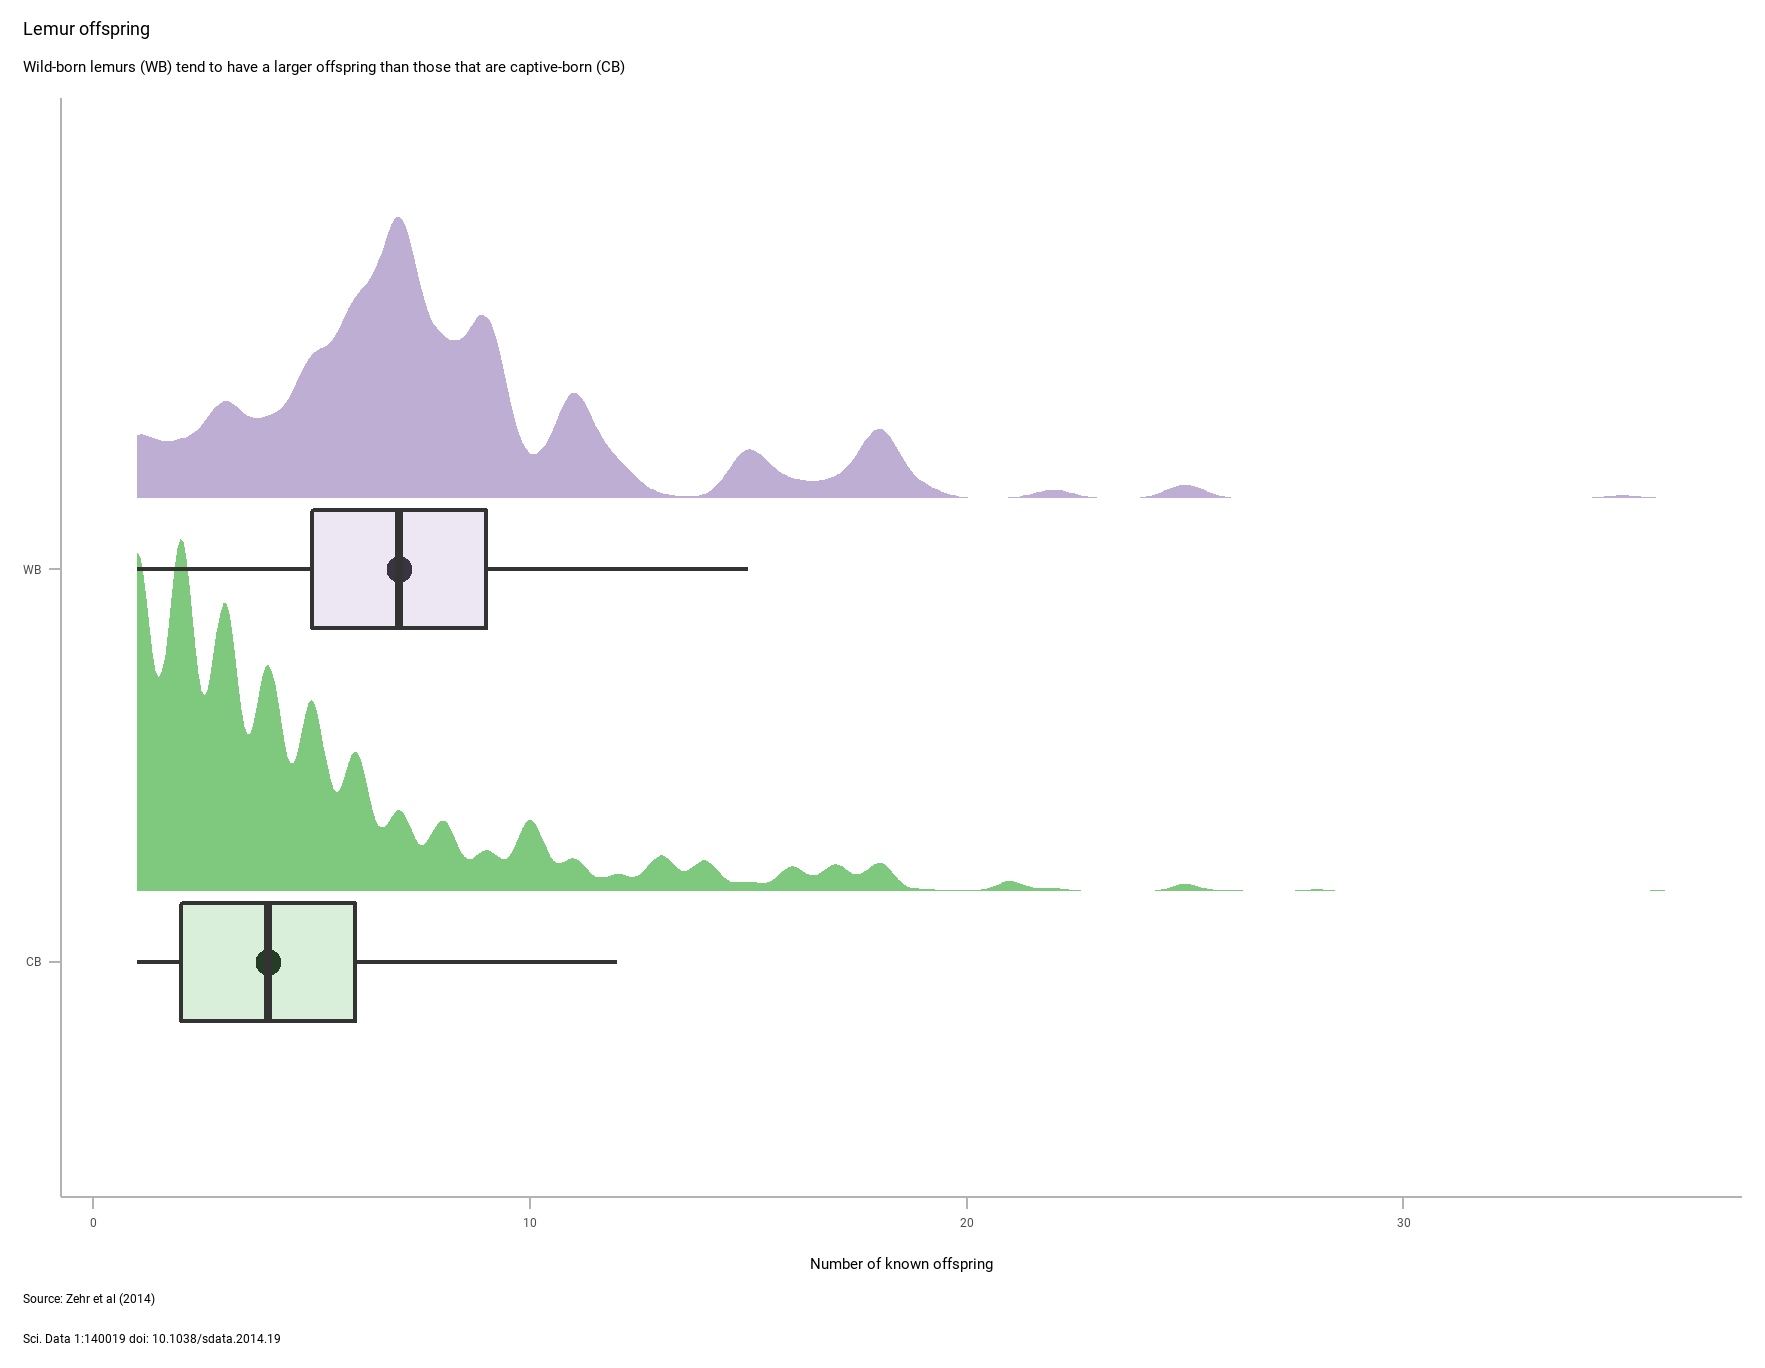 Lemur offspring
Wild-born lemurs (WB) tend to have a larger offspring than those that are captive-born (CB)
WB
CB
0 10 20 30
Number of known offspring
Source: Zehr et al (2014)
Sci. Data 1:140019 doi: 10.1038/sdata.2014.19